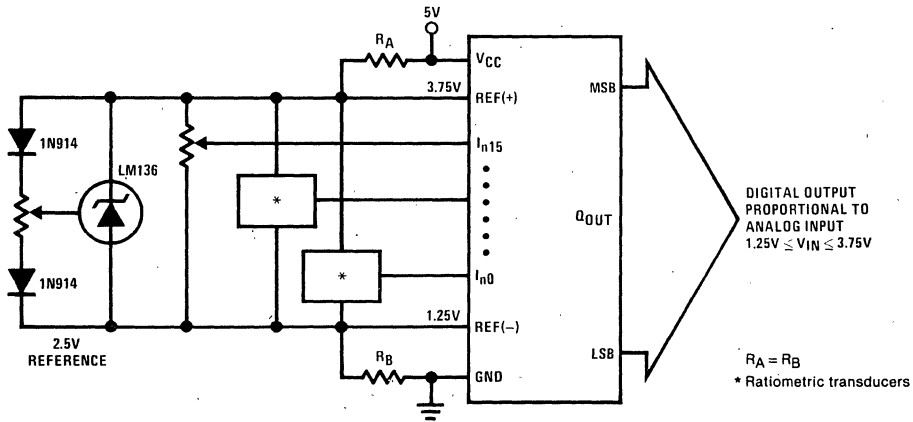 5V
RA
VCC
3.75V
REF(+)
MSB
1N914
In15
LM136
*
DIGITAL OUTPUT
PROPORTIONAL TO
ANALOG INPUT
1.25V ≤ VIN ≤ 3.75V
QOUT
*
In0
1N914
1.25V
REF(−)
2.5V
REFERENCE
RB
LSB
GND
RA = RB
* Ratiometric transducers